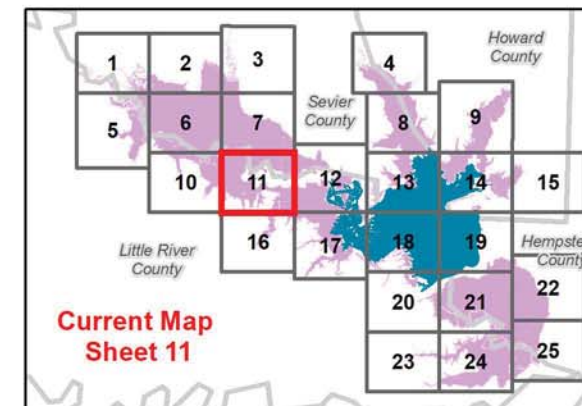 Howard
County
3
4
1
2
Sevier
County
9
5
6
7
8
10
11
12
13
14
15
Little River
County
16
17
18
19
Hempste
County
22
20
21
Current Map
Sheet 11
23
24
25